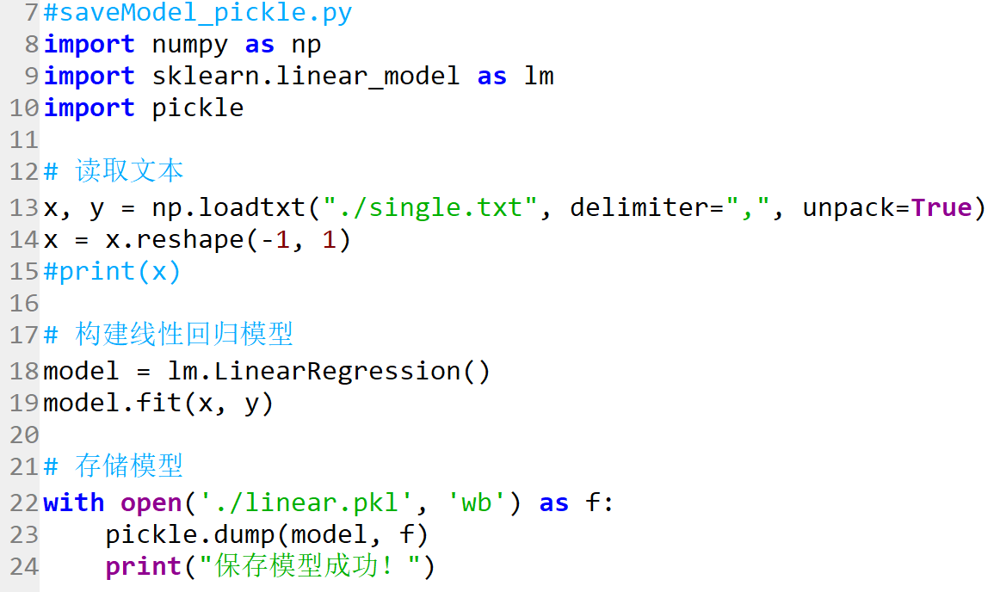 7 #saveModel_pickle.py
8 import numpy as np
9 import sklearn.linear_model as lm
10 import pickle
11
12 # 读取文本
13 x, y = np.loadtxt("./single.txt", delimiter=",", unpack=True)
14 x = x.reshape(-1, 1)
15 #print(x)
16
17 # 构建线性回归模型
18 model = lm.LinearRegression()
19 model.fit(x, y)
20
21 # 存储模型
22 with open('./linear.pkl', 'wb') as f:
23     pickle.dump(model, f)
24     print("保存模型成功！")